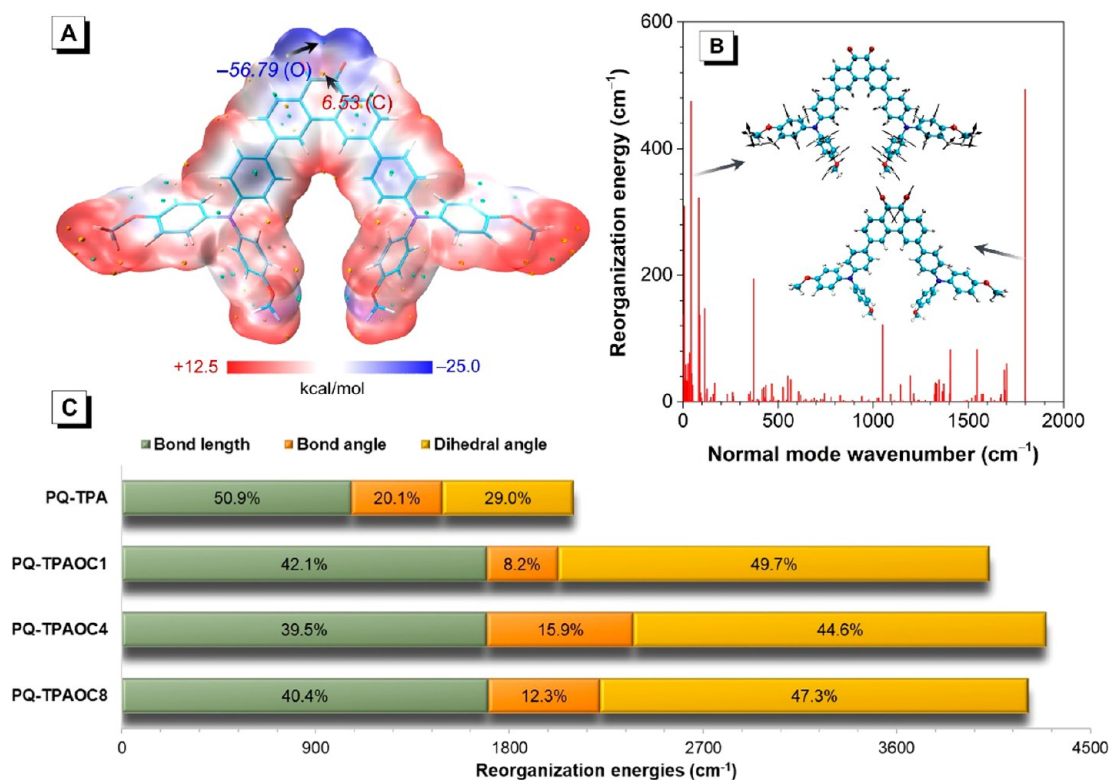 A
−56.79 (O)
6.53 (C)
+12.5
−25.0
kcal/mol
B
Reorganization energy (cm⁻¹)
600
400
200
0
0 500 1000 1500 2000
Normal mode wavenumber (cm⁻¹)
C
Bond length Bond angle Dihedral angle
PQ-TPA 50.9% 20.1% 29.0%
PQ-TPAOC1 42.1% 8.2% 49.7%
PQ-TPAOC4 39.5% 15.9% 44.6%
PQ-TPAOC8 40.4% 12.3% 47.3%
0 900 1800 2700 3600 4500
Reorganization energies (cm⁻¹)